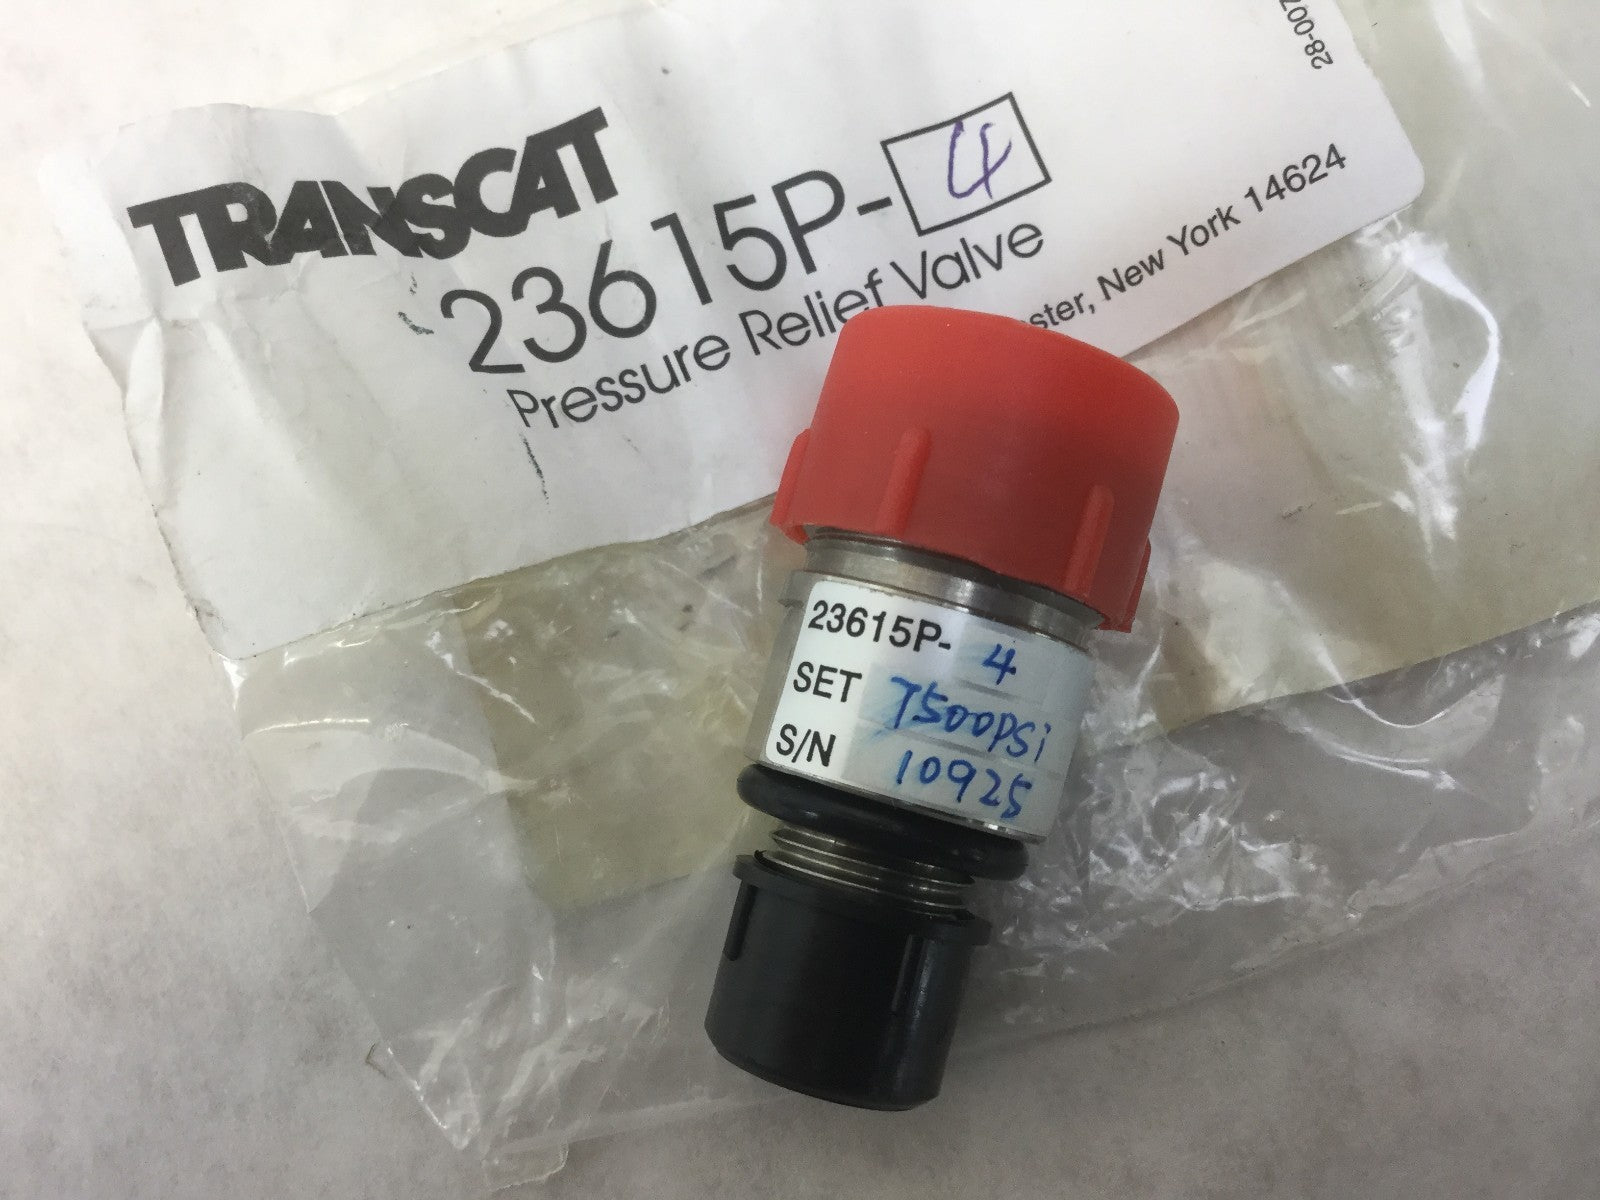 TRANSCAT
23615P-4
Pressure Relief Valve
ster, New York 14624
28-007
23615P- 4
SET 7500PSi
S/N 10925